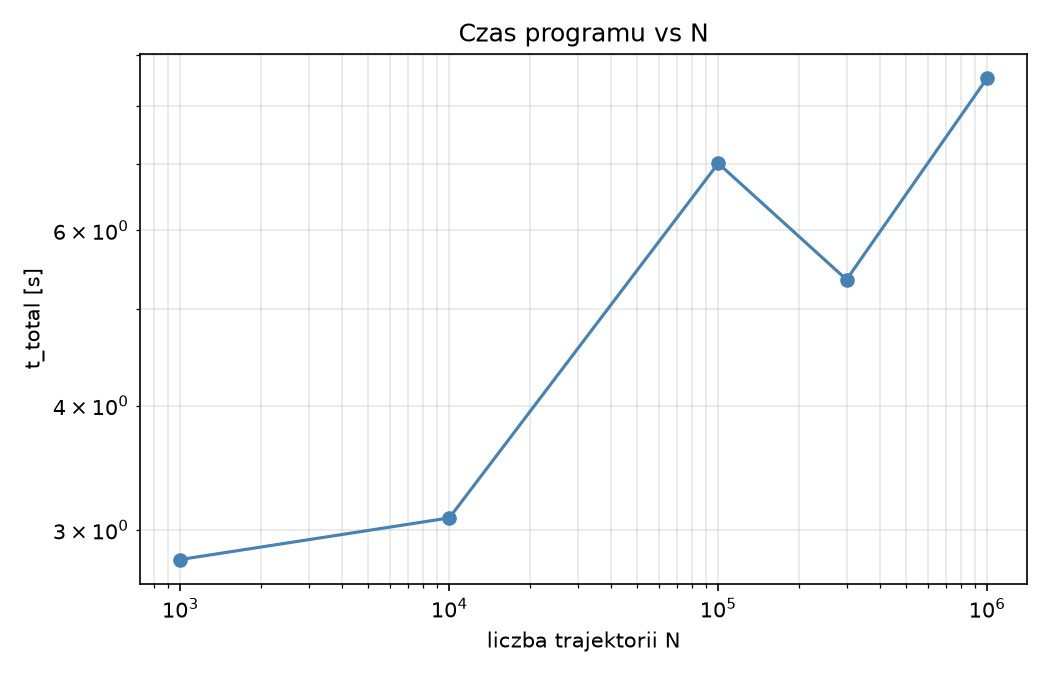 Czas programu vs N
t_total [s]
6 × 10⁰
4 × 10⁰
3 × 10⁰
10³ 10⁴ 10⁵ 10⁶
liczba trajektorii N